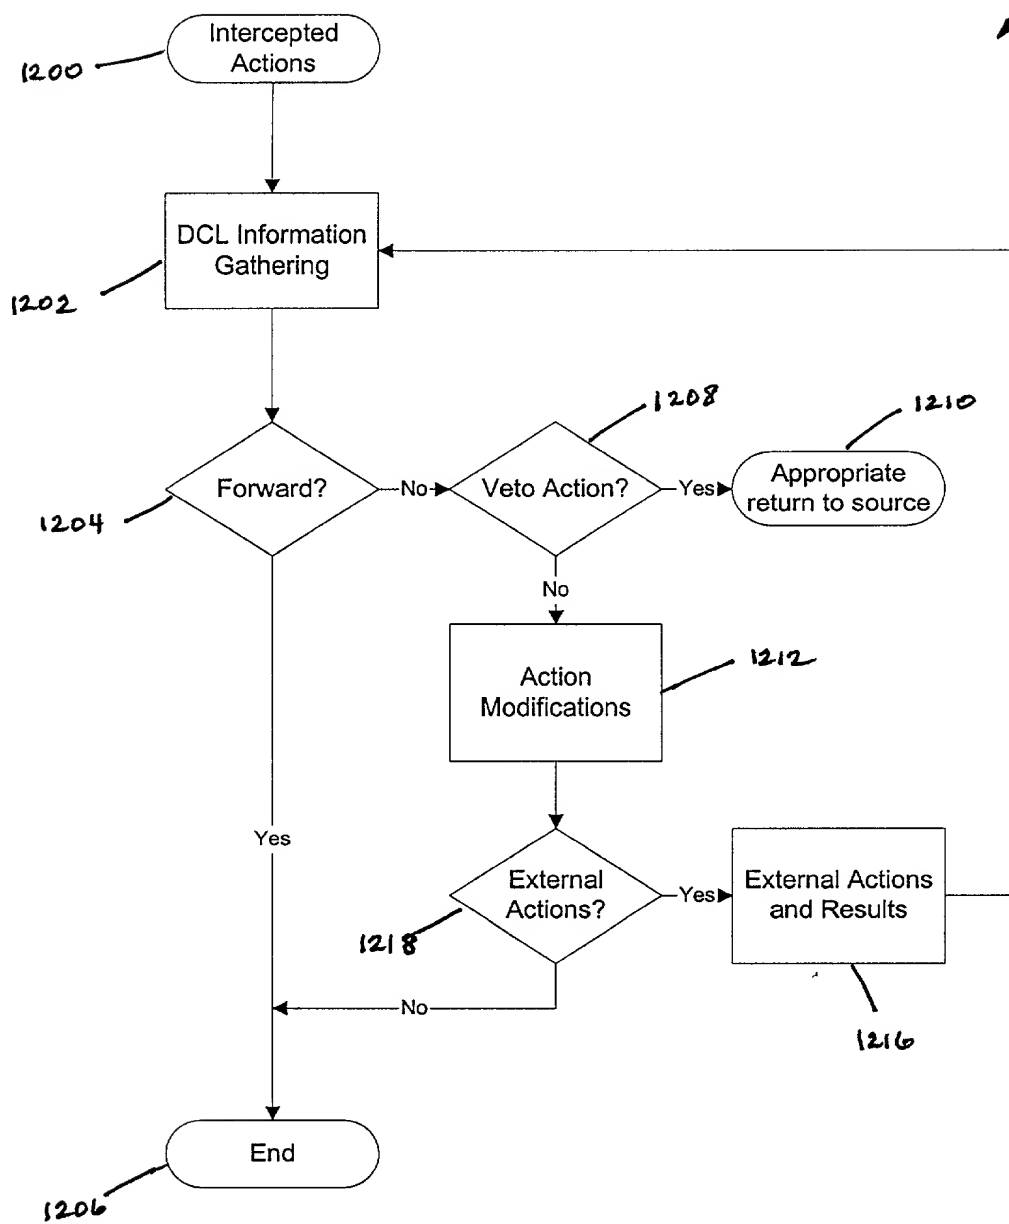 Intercepted
Actions
1200
DCL Information
Gathering
1202
1208
1210
Forward?
No
Veto Action?
Yes
Appropriate
return to source
1204
No
Action
Modifications
1212
Yes
External
Actions?
Yes
External Actions
and Results
1218
No
1216
End
1206